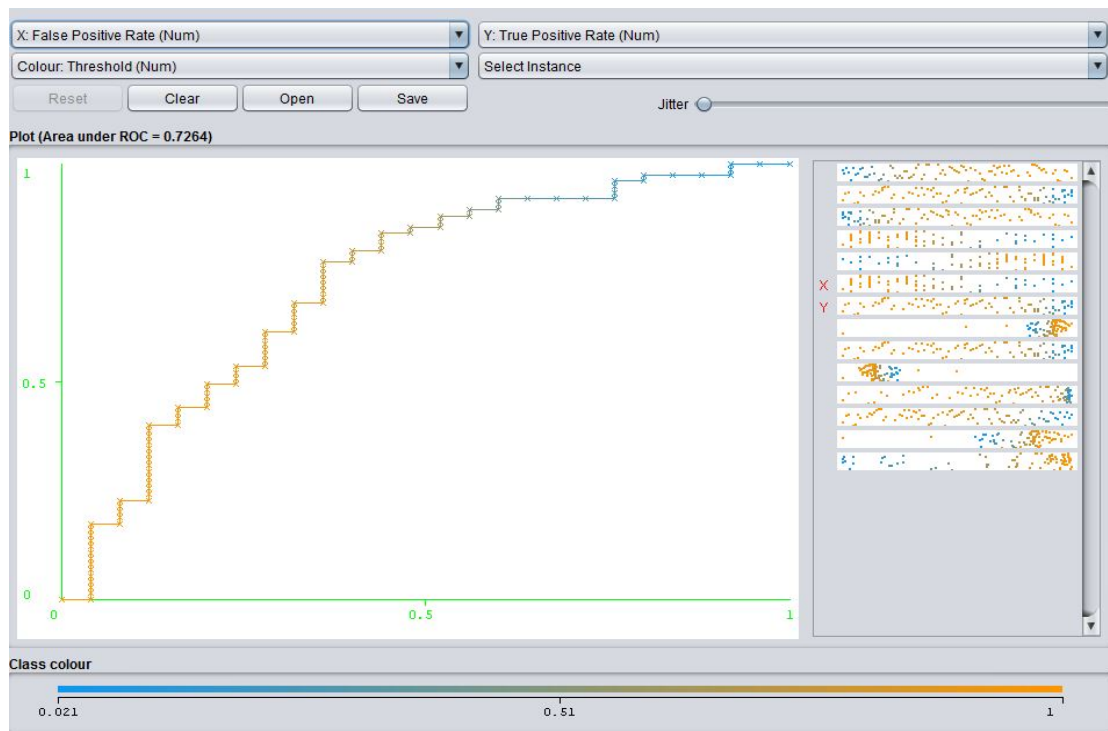 X: False Positive Rate (Num) Y: True Positive Rate (Num)
Colour: Threshold (Num) Select Instance
Reset Clear Open Save Jitter
Plot (Area under ROC = 0.7264)
1
X
Y
0.5
0
0 0.5 1
Class colour
0.021 0.51 1